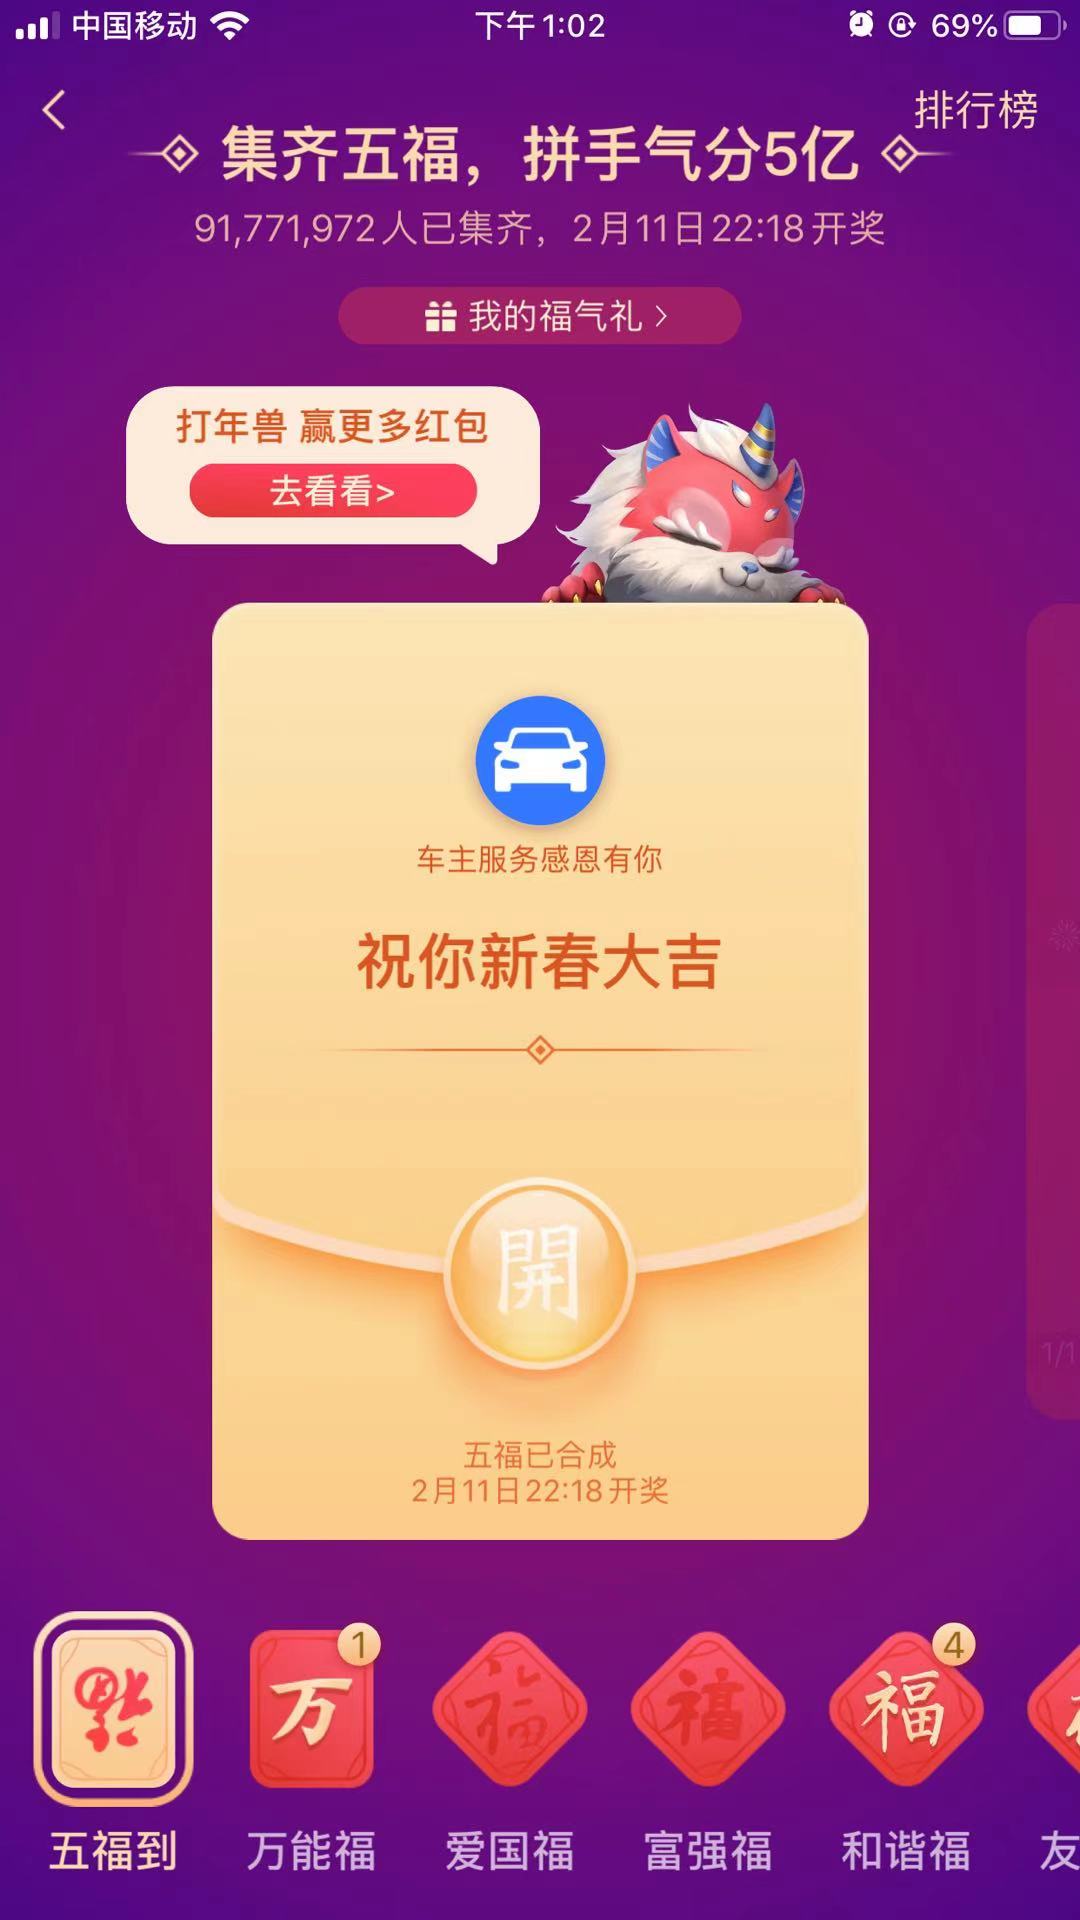 中国移动 下午1:02 69%
排行榜
集齐五福，拼手气分5亿
91,771,972人已集齐，2月11日22:18开奖
我的福气礼 >
打年兽 赢更多红包
去看看>
车主服务感恩有你
祝你新春大吉
開
五福已合成
2月11日22:18开奖
1/1
福 万 1 福 福 福 4
五福到 万能福 爱国福 富强福 和谐福 友